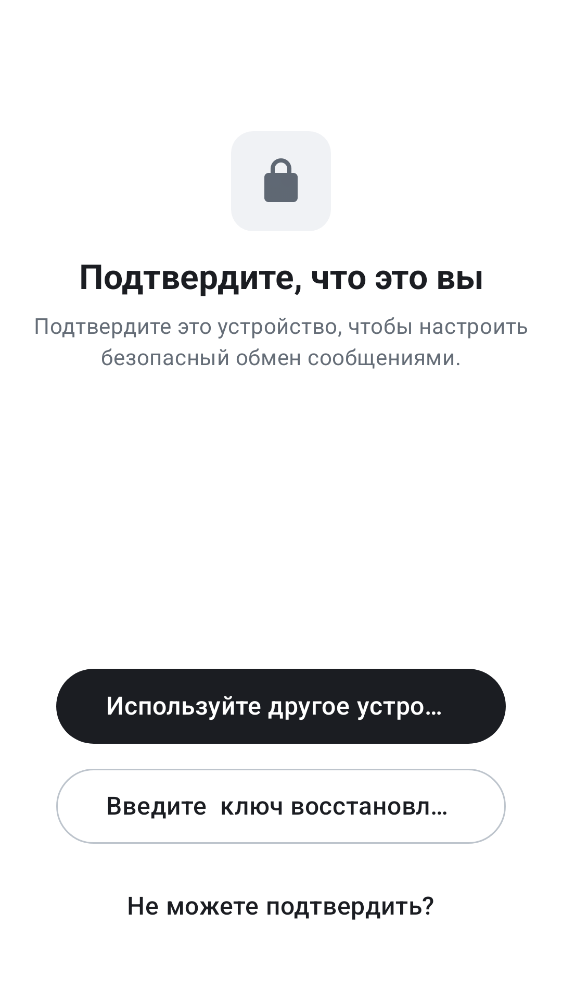 Подтвердите, что это вы
Подтвердите это устройство, чтобы настроить
безопасный обмен сообщениями.
Используйте другое устро…
Введите  ключ восстановл…
Не можете подтвердить?